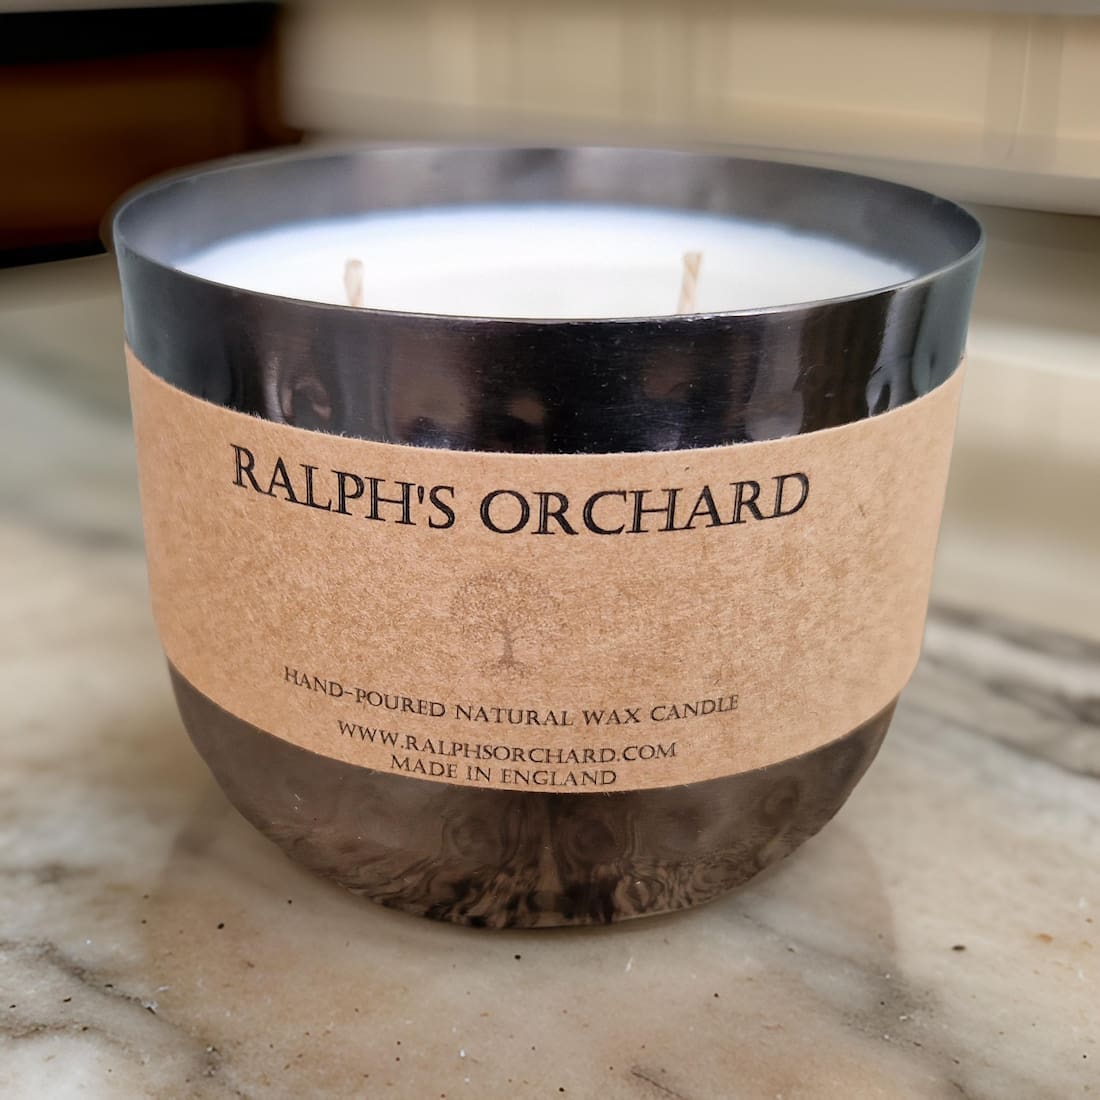 RALPH'S ORCHARD
HAND-POURED NATURAL WAX CANDLE
WWW.RALPHSORCHARD.COM
MADE IN ENGLAND